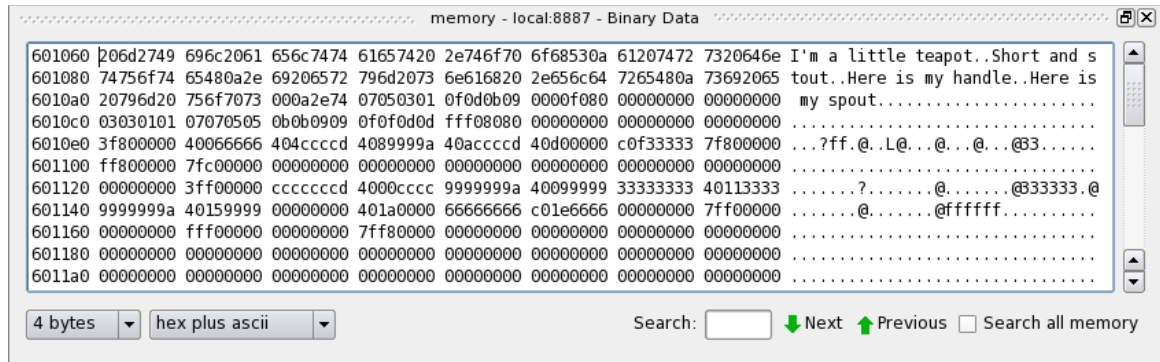 memory - local:8887 - Binary Data
601060 206d2749 696c2061 656c7474 61657420 2e746f70 6f68530a 61207472 7320646e I'm a little teapot..Short and s
601080 74756f74 65480a2e 69206572 796d2073 6e616820 2e656c64 7265480a 73692065 tout..Here is my handle..Here is
6010a0 20796d20 756f7073 000a2e74 07050301 0f0d0b09 0000f080 00000000 00000000  my spout.......................
6010c0 03030101 07070505 0b0b0909 0f0f0d0d fff08080 00000000 00000000 00000000 ................................
6010e0 3f800000 40066666 404ccccd 4089999a 40accccd 40d00000 c0f33333 7f800000 ...?ff.@..L@...@...@...@33......
601100 ff800000 7fc00000 00000000 00000000 00000000 00000000 00000000 00000000 ................................
601120 00000000 3ff00000 cccccccd 4000cccc 9999999a 40099999 33333333 40113333 .......?.......@.......@333333.@
601140 9999999a 40159999 00000000 401a0000 66666666 c01e6666 00000000 7ff00000 .......@.......@ffffff..........
601160 00000000 fff00000 00000000 7ff80000 00000000 00000000 00000000 00000000 ................................
601180 00000000 00000000 00000000 00000000 00000000 00000000 00000000 00000000 ................................
6011a0 00000000 00000000 00000000 00000000 00000000 00000000 00000000 00000000 ................................
4 bytes hex plus ascii Search: Next Previous Search all memory